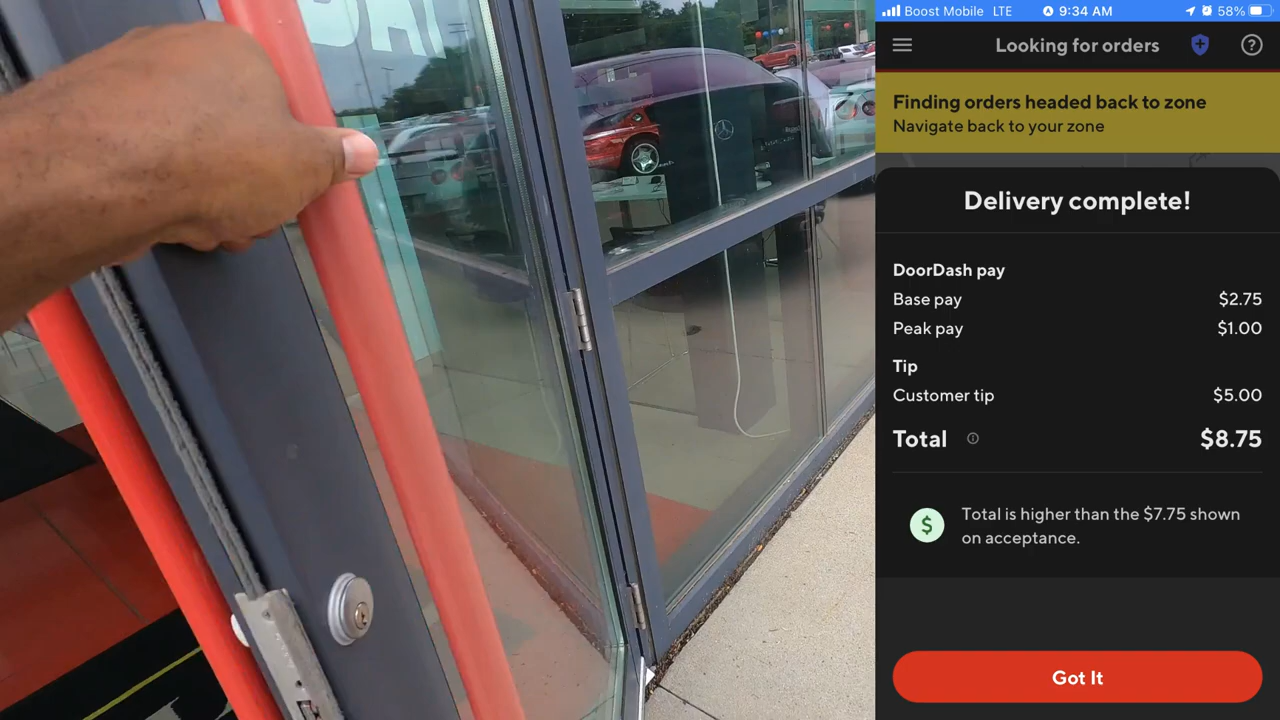 Boost Mobile LTE 9:34 AM 58%
Looking for orders
Finding orders headed back to zone
Navigate back to your zone
Delivery complete!
DoorDash pay
Base pay $2.75
Peak pay $1.00
Tip
Customer tip $5.00
Total $8.75
Total is higher than the $7.75 shown
on acceptance.
Got It